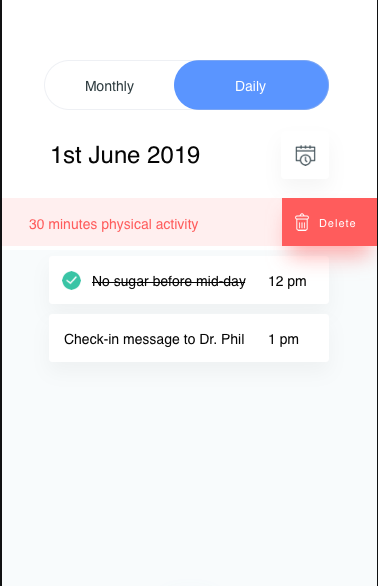 Monthly Daily
1st June 2019
30 minutes physical activity Delete
No sugar before mid-day 12 pm
Check-in message to Dr. Phil 1 pm